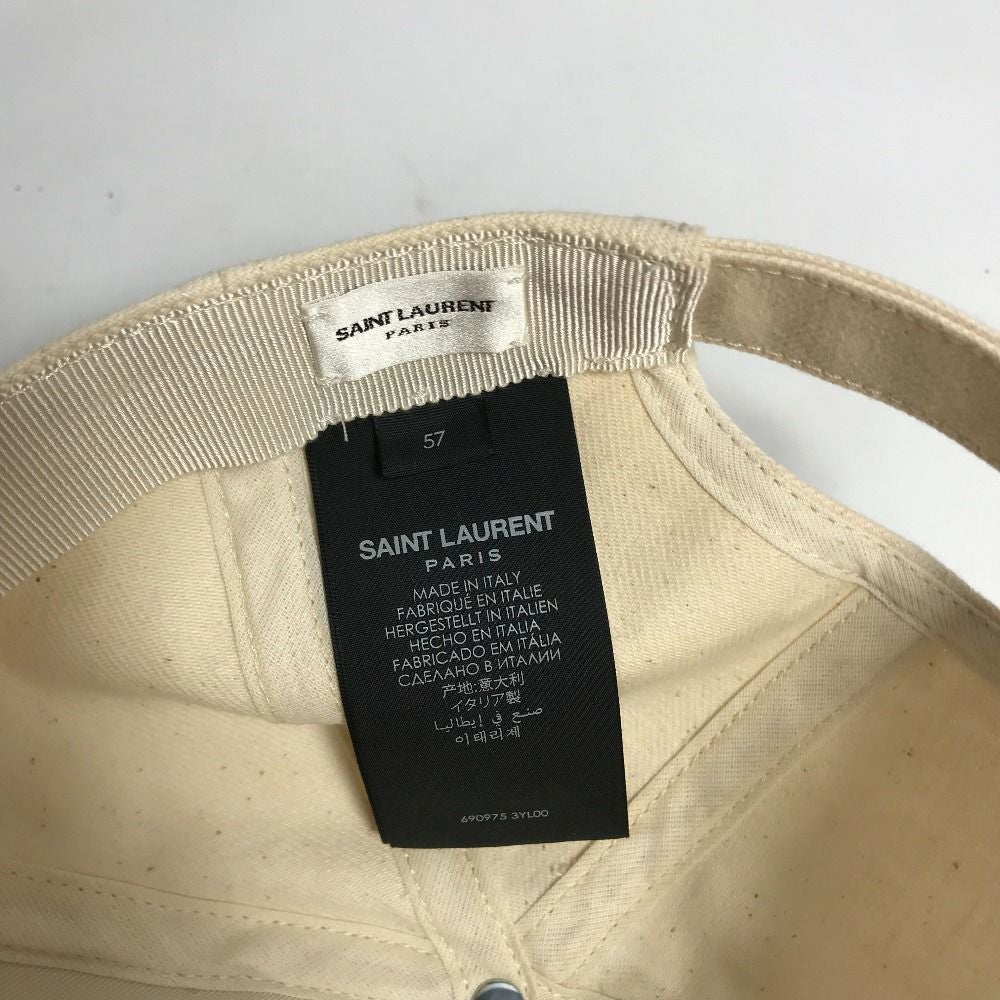 SAINT LAURENT
PARIS
57
SAINT LAURENT
PARIS
MADE IN ITALY
FABRIQUÉ EN ITALIE
HERGESTELLT IN ITALIEN
HECHO EN ITALIA
FABRICADO EM ITÁLIA
СДЕЛАНО В ИТАЛИИ
产地:意大利
イタリア製
صنع في إيطاليا
이태리제
690975 3YL00